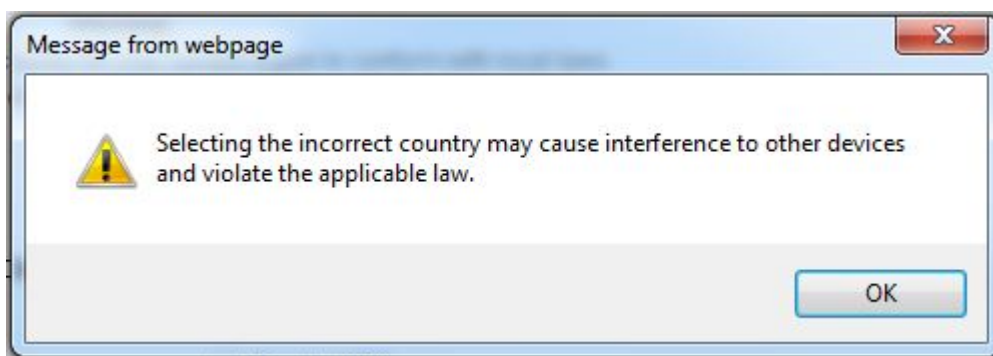 Message from webpage
Selecting the incorrect country may cause interference to other devices
and violate the applicable law.
OK